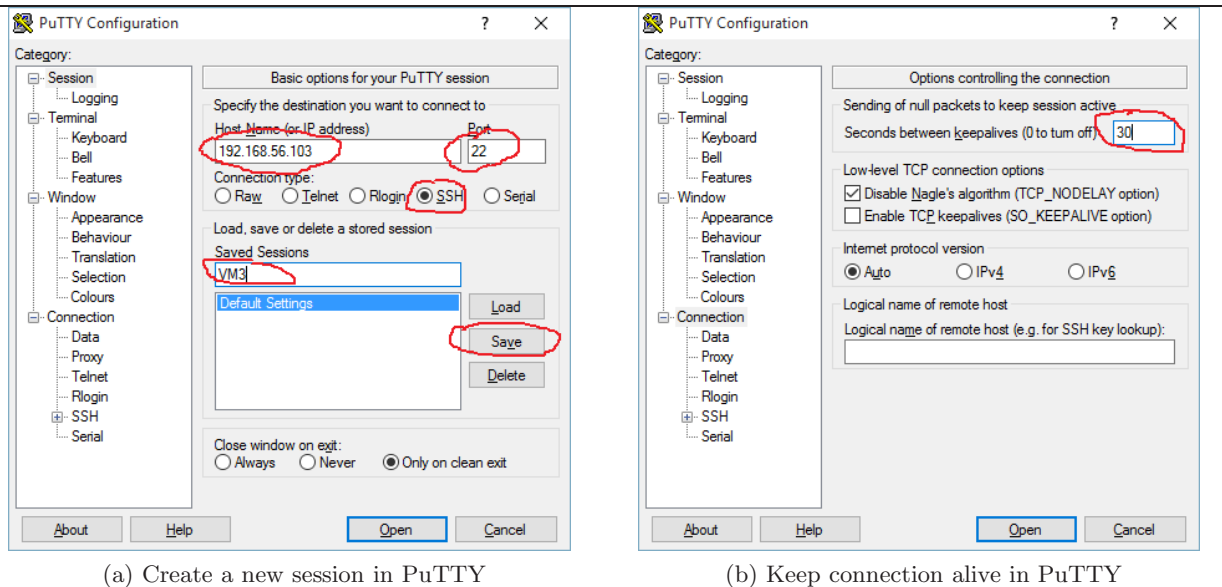 PuTTY Configuration ? ×
Category:
Session
Logging
Terminal
Keyboard
Bell
Features
Window
Appearance
Behaviour
Translation
Selection
Colours
Connection
Data
Proxy
Telnet
Rlogin
SSH
Serial
Basic options for your PuTTY session
Specify the destination you want to connect to
Host Name (or IP address) Port
192.168.56.103 22
Connection type:
Raw Telnet Rlogin SSH Serial
Load, save or delete a stored session
Saved Sessions
VM3
Default Settings
Load
Save
Delete
Close window on exit:
Always Never Only on clean exit
About Help Open Cancel
(a) Create a new session in PuTTY
PuTTY Configuration ? ×
Category:
Session
Logging
Terminal
Keyboard
Bell
Features
Window
Appearance
Behaviour
Translation
Selection
Colours
Connection
Data
Proxy
Telnet
Rlogin
SSH
Serial
Options controlling the connection
Sending of null packets to keep session active
Seconds between keepalives (0 to turn off) 30
Low-level TCP connection options
Disable Nagle's algorithm (TCP_NODELAY option)
Enable TCP keepalives (SO_KEEPALIVE option)
Internet protocol version
Auto IPv4 IPv6
Logical name of remote host
Logical name of remote host (e.g. for SSH key lookup):
About Help Open Cancel
(b) Keep connection alive in PuTTY